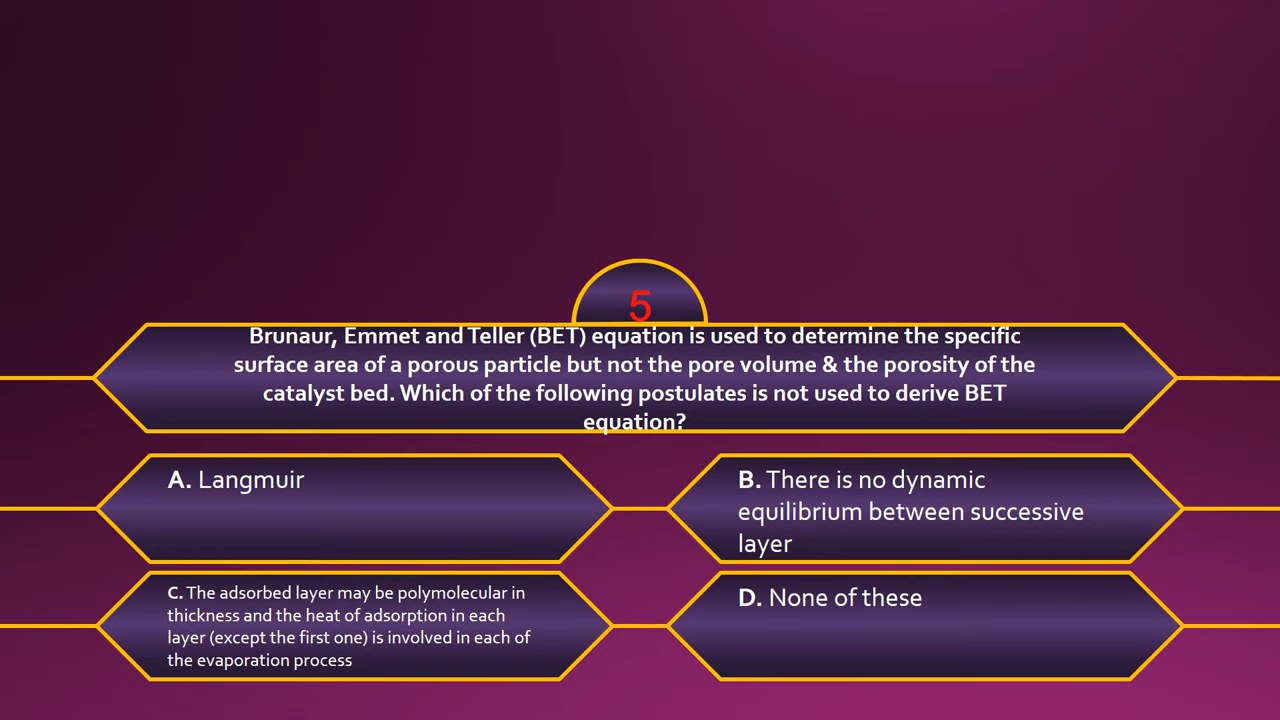 5
Brunaur, Emmet and Teller (BET) equation is used to determine the specific
surface area of a porous particle but not the pore volume & the porosity of the
catalyst bed. Which of the following postulates is not used to derive BET
equation?
A. Langmuir
B. There is no dynamic
equilibrium between successive
layer
C. The adsorbed layer may be polymolecular in
thickness and the heat of adsorption in each
layer (except the first one) is involved in each of
the evaporation process
D. None of these